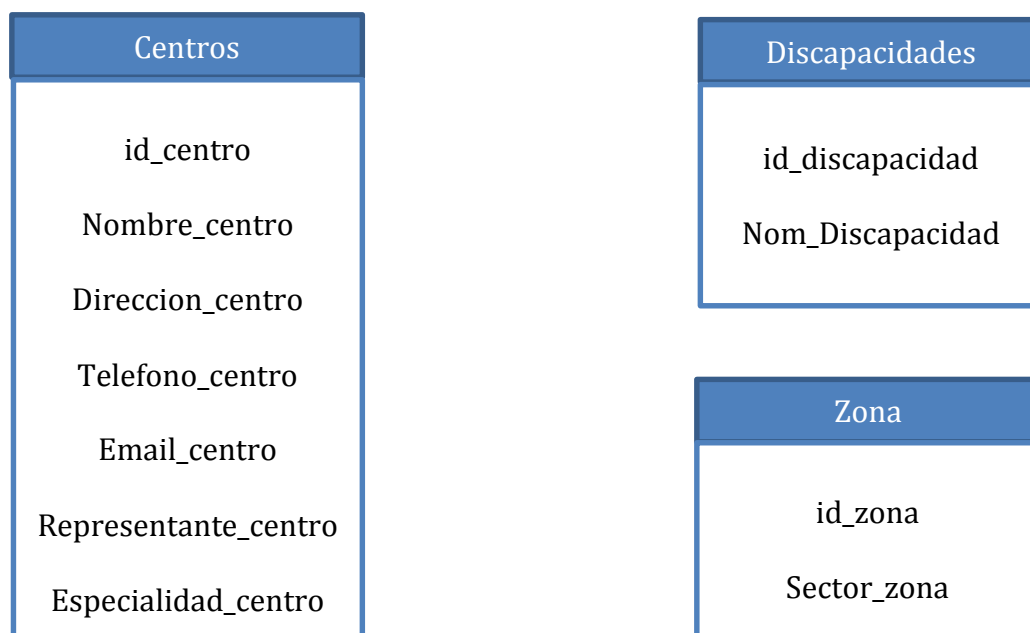 Centros
id_centro
Nombre_centro
Direccion_centro
Telefono_centro
Email_centro
Representante_centro
Especialidad_centro
Discapacidades
id_discapacidad
Nom_Discapacidad
Zona
id_zona
Sector_zona